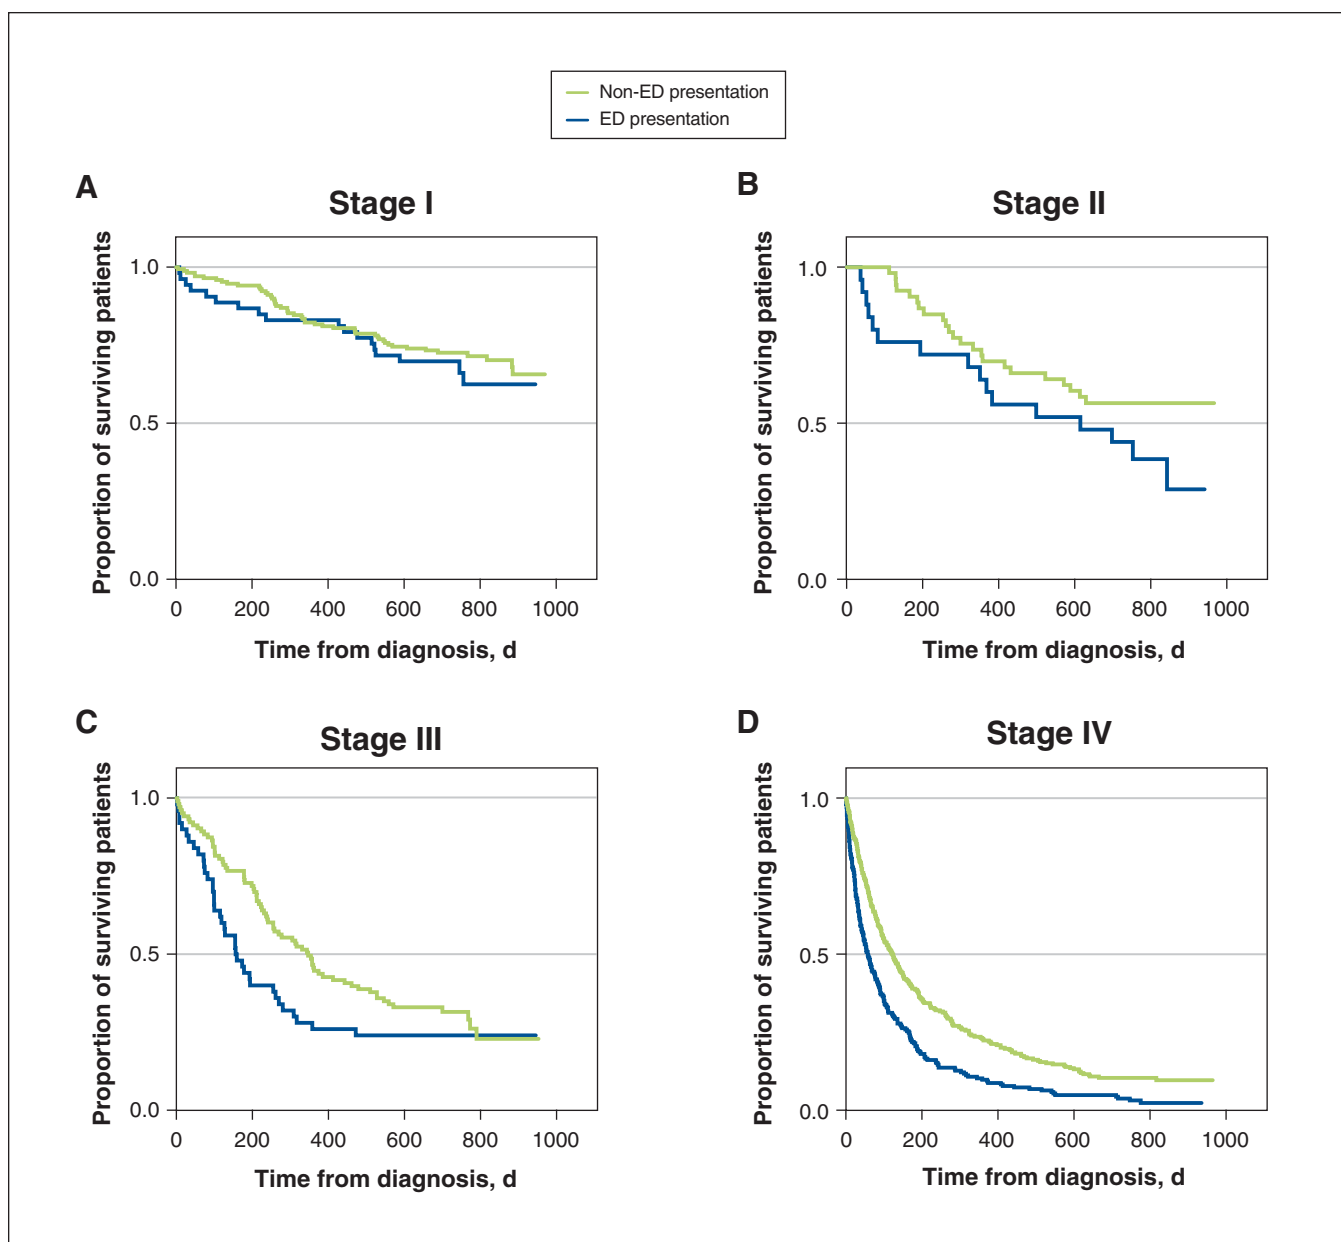 Non-ED presentation
ED presentation
A
Stage I
Proportion of surviving patients
1.0
0.5
0.0
0 200 400 600 800 1000
Time from diagnosis, d
B
Stage II
Proportion of surviving patients
1.0
0.5
0.0
0 200 400 600 800 1000
Time from diagnosis, d
C
Stage III
Proportion of surviving patients
1.0
0.5
0.0
0 200 400 600 800 1000
Time from diagnosis, d
D
Stage IV
Proportion of surviving patients
1.0
0.5
0.0
0 200 400 600 800 1000
Time from diagnosis, d